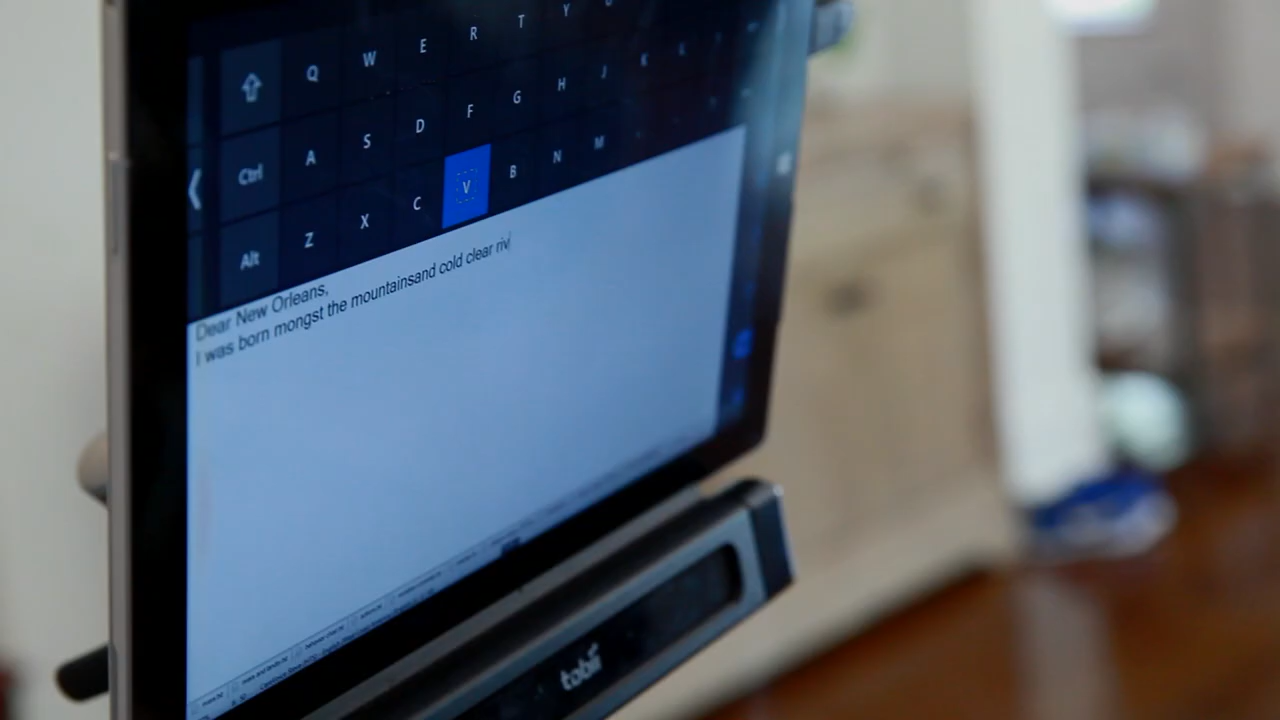 Q W E R T Y U
Ctrl A S D F G H J K L
Alt Z X C V B N M
Dear New Orleans,
I was born mongst the mountainsand cold clear riv
tobii